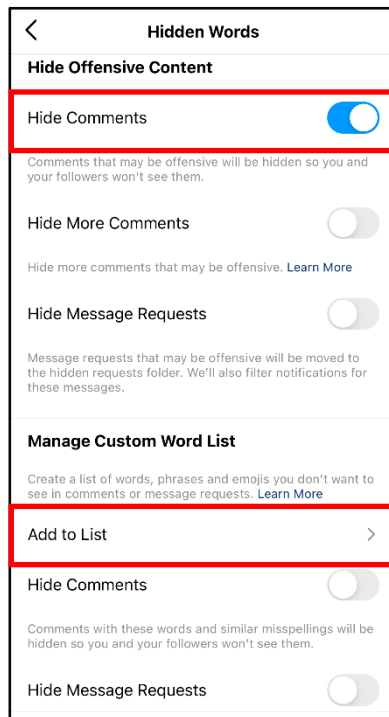 Hidden Words
Hide Offensive Content
Hide Comments
Comments that may be offensive will be hidden so you and
your followers won't see them.
Hide More Comments
Hide more comments that may be offensive. Learn More
Hide Message Requests
Message requests that may be offensive will be moved to
the hidden requests folder. We'll also filter notifications for
these messages.
Manage Custom Word List
Create a list of words, phrases and emojis you don't want to
see in comments or message requests. Learn More
Add to List
Hide Comments
Comments with these words and similar misspellings will be
hidden so you and your followers won't see them.
Hide Message Requests